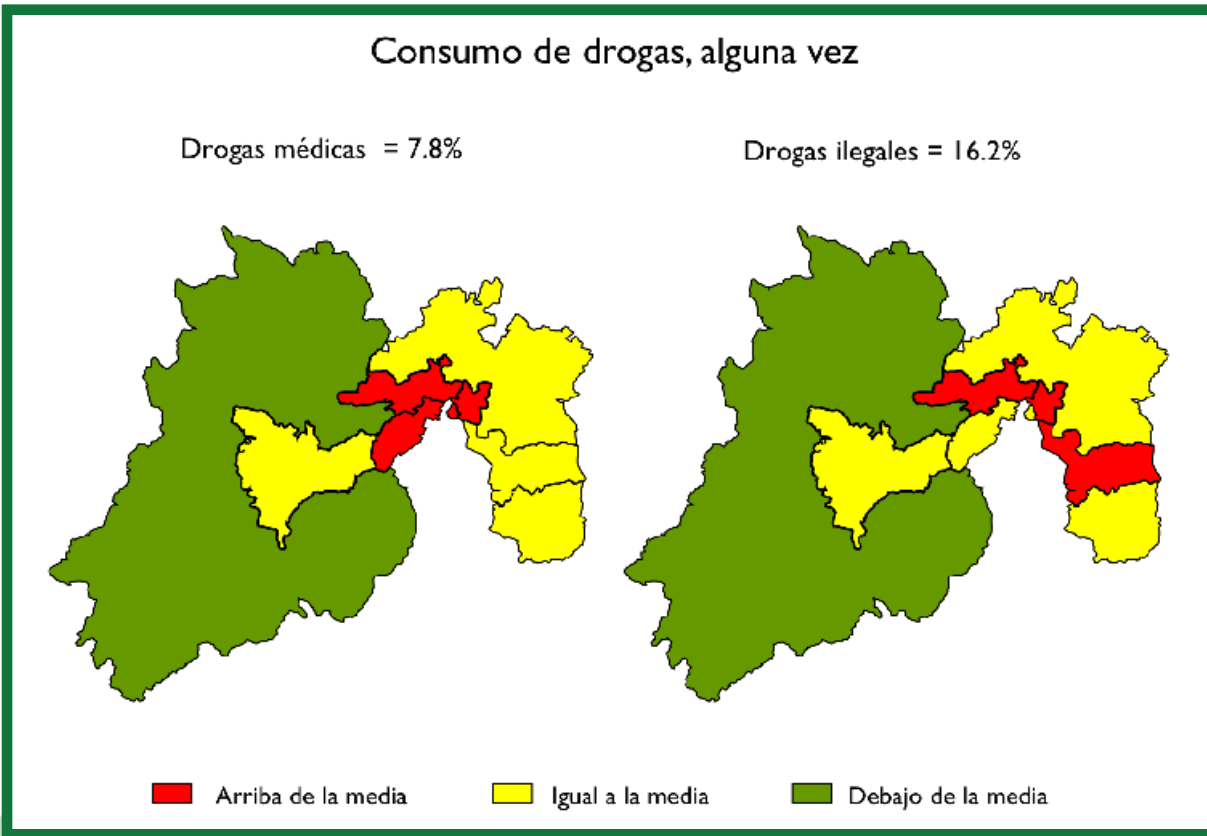 Consumo de drogas, alguna vez
Drogas médicas = 7.8%
Drogas ilegales = 16.2%
Arriba de la media
Igual a la media
Debajo de la media